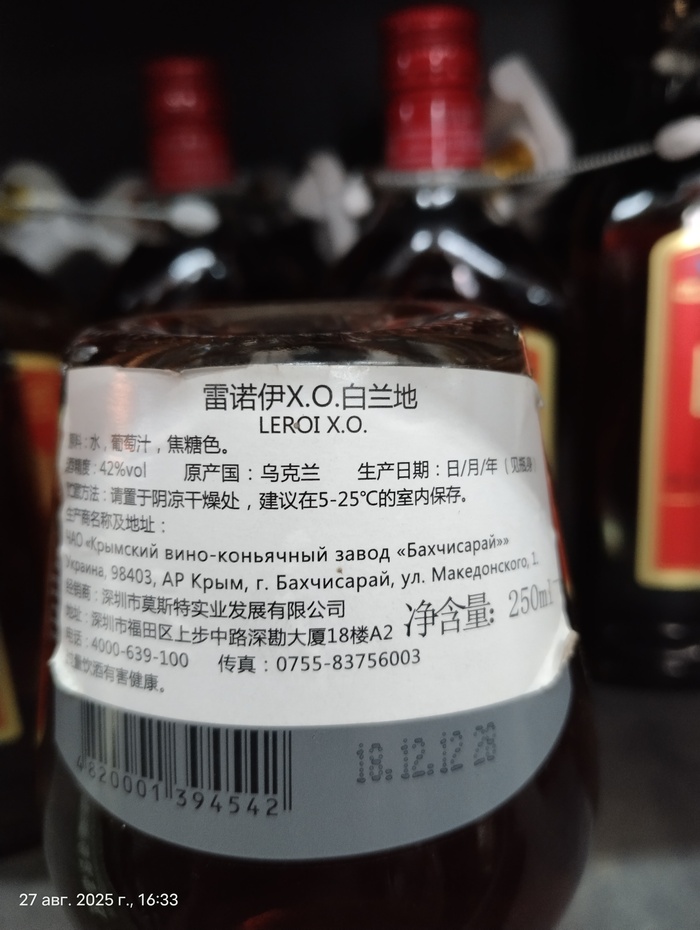 雷诺伊X.O.白兰地
LEROI X.O.
原料：水，葡萄汁，焦糖色。
酒精度：42%vol 原产国：乌克兰 生产日期：日/月/年（见瓶身）
贮藏方法：请置于阴凉干燥处，建议在5-25℃的室内保存。
生产商名称及地址：
ЧАО «Крымский вино-коньячный завод «Бахчисарай»»
Украина, 98403, АР Крым, г. Бахчисарай, ул. Македонского, 1.
经销商：深圳市莫斯特实业发展有限公司
地址：深圳市福田区上步中路深勘大厦18楼A2
净含量: 250ml
电话：4000-639-100 传真：0755-83756003
过量饮酒有害健康。
4820001394542
18.12.12
27 авг. 2025 г., 16:33